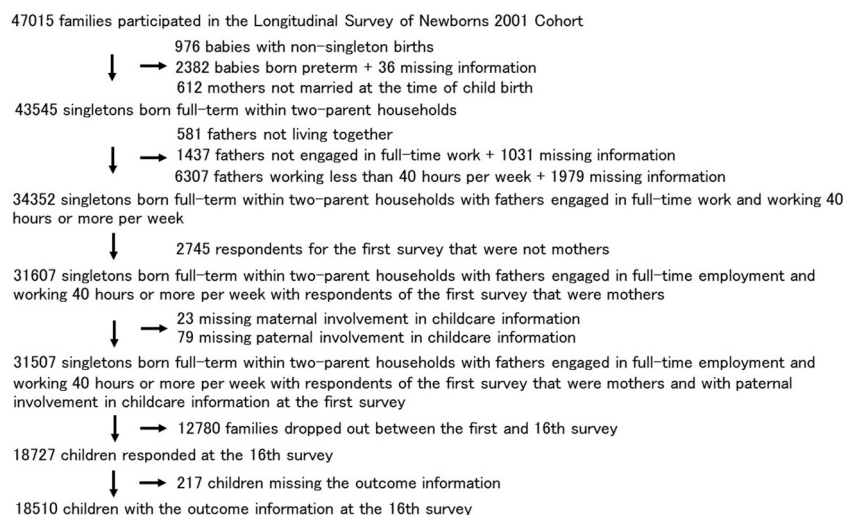 47015 families participated in the Longitudinal Survey of Newborns 2001 Cohort
976 babies with non-singleton births
2382 babies born preterm + 36 missing information
612 mothers not married at the time of child birth
43545 singletons born full-term within two-parent households
581 fathers not living together
1437 fathers not engaged in full-time work + 1031 missing information
6307 fathers working less than 40 hours per week + 1979 missing information
34352 singletons born full-term within two-parent households with fathers engaged in full-time work and working 40
hours or more per week
2745 respondents for the first survey that were not mothers
31607 singletons born full-term within two-parent households with fathers engaged in full-time employment and
working 40 hours or more per week with respondents of the first survey that were mothers
23 missing maternal involvement in childcare information
79 missing paternal involvement in childcare information
31507 singletons born full-term within two-parent households with fathers engaged in full-time employment and
working 40 hours or more per week with respondents of the first survey that were mothers and with paternal
involvement in childcare information at the first survey
12780 families dropped out between the first and 16th survey
18727 children responded at the 16th survey
217 children missing the outcome information
18510 children with the outcome information at the 16th survey